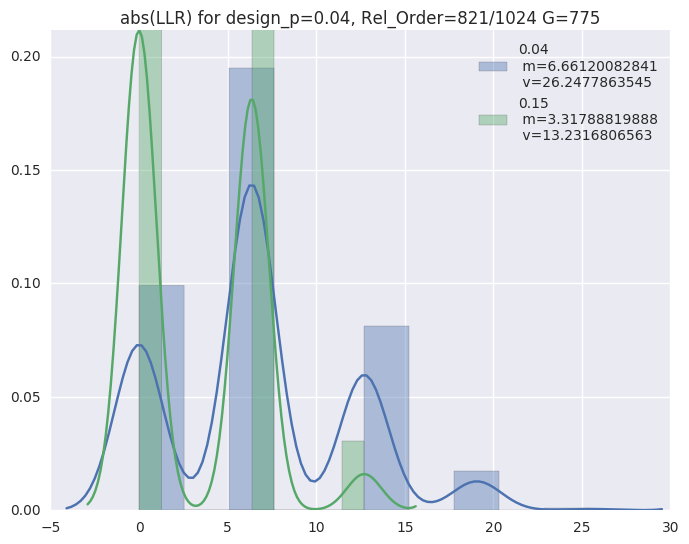 abs(LLR) for design_p=0.04, Rel_Order=821/1024 G=775
0.04
m=6.66120082841
v=26.2477863545
0.15
m=3.31788819888
v=13.2316806563
0.20
0.15
0.10
0.05
0.00
−5 0 5 10 15 20 25 30